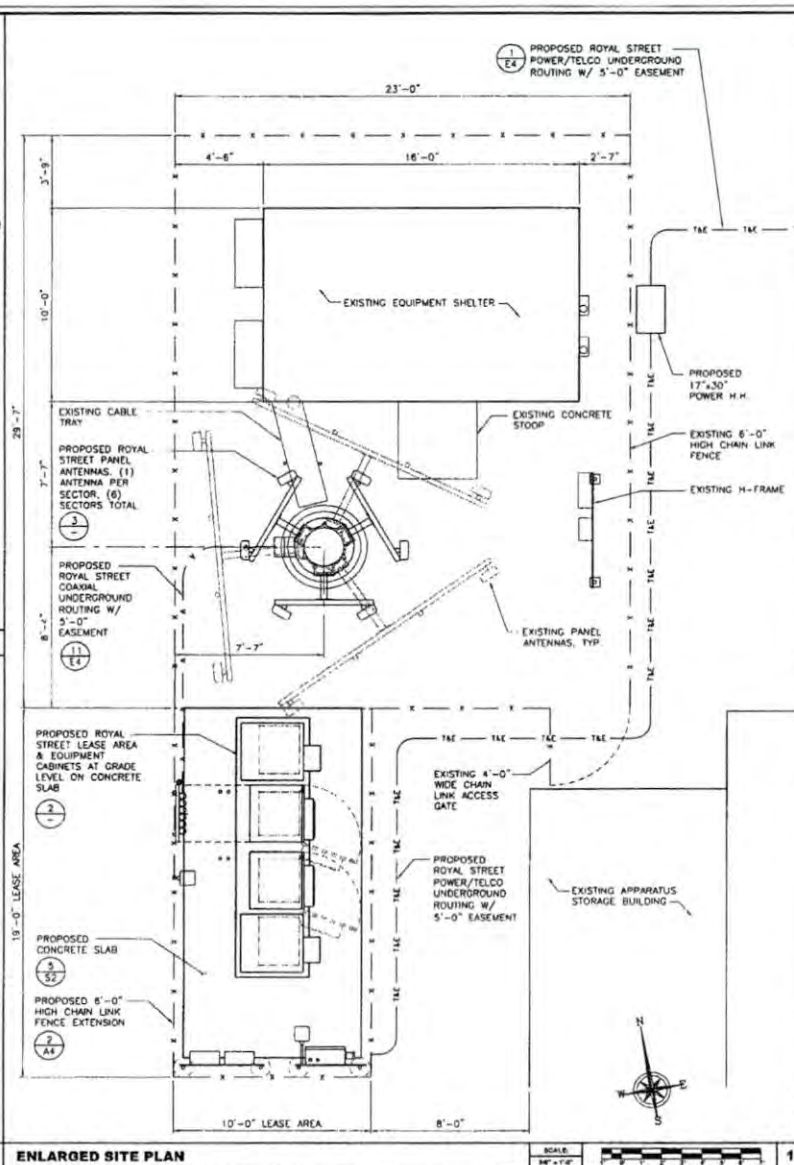 1
E4
PROPOSED ROYAL STREET
POWER/TELCO UNDERGROUND
ROUTING W/ 5'-0" EASEMENT
23'-0"
4'-6"
16'-0"
2'-7"
3'-9"
10'-0"
29'-7"
7'-7"
8'-4"
T&E
T&E
EXISTING EQUIPMENT SHELTER
T&E
PROPOSED
17"x30"
POWER H.H.
EXISTING CABLE
TRAY
EXISTING CONCRETE
STOOP
EXISTING 6'-0"
HIGH CHAIN LINK
FENCE
PROPOSED ROYAL
STREET PANEL
ANTENNAS. (1)
ANTENNA PER
SECTOR, (6)
SECTORS TOTAL
3
-
T&E
EXISTING H-FRAME
T&E
PROPOSED
ROYAL STREET
COAXIAL
UNDERGROUND
ROUTING W/
5'-0"
EASEMENT
11
E4
7'-7"
EXISTING PANEL
ANTENNAS, TYP.
T&E
T&E
PROPOSED ROYAL
STREET LEASE AREA
& EQUIPMENT
CABINETS AT GRADE
LEVEL ON CONCRETE
SLAB
2
-
T&E
T&E
T&E
T&E
EXISTING 4'-0"
WIDE CHAIN
LINK ACCESS
GATE
T&E
19'-0" LEASE AREA
PROPOSED
ROYAL STREET
POWER/TELCO
UNDERGROUND
ROUTING W/
5'-0" EASEMENT
T&E
EXISTING APPARATUS
STORAGE BUILDING
PROPOSED
CONCRETE SLAB
5
S2
T&E
PROPOSED 6'-0"
HIGH CHAIN LINK
FENCE EXTENSION
2
A4
N
W
E
S
10'-0" LEASE AREA
8'-0"
ENLARGED SITE PLAN
SCALE:
1